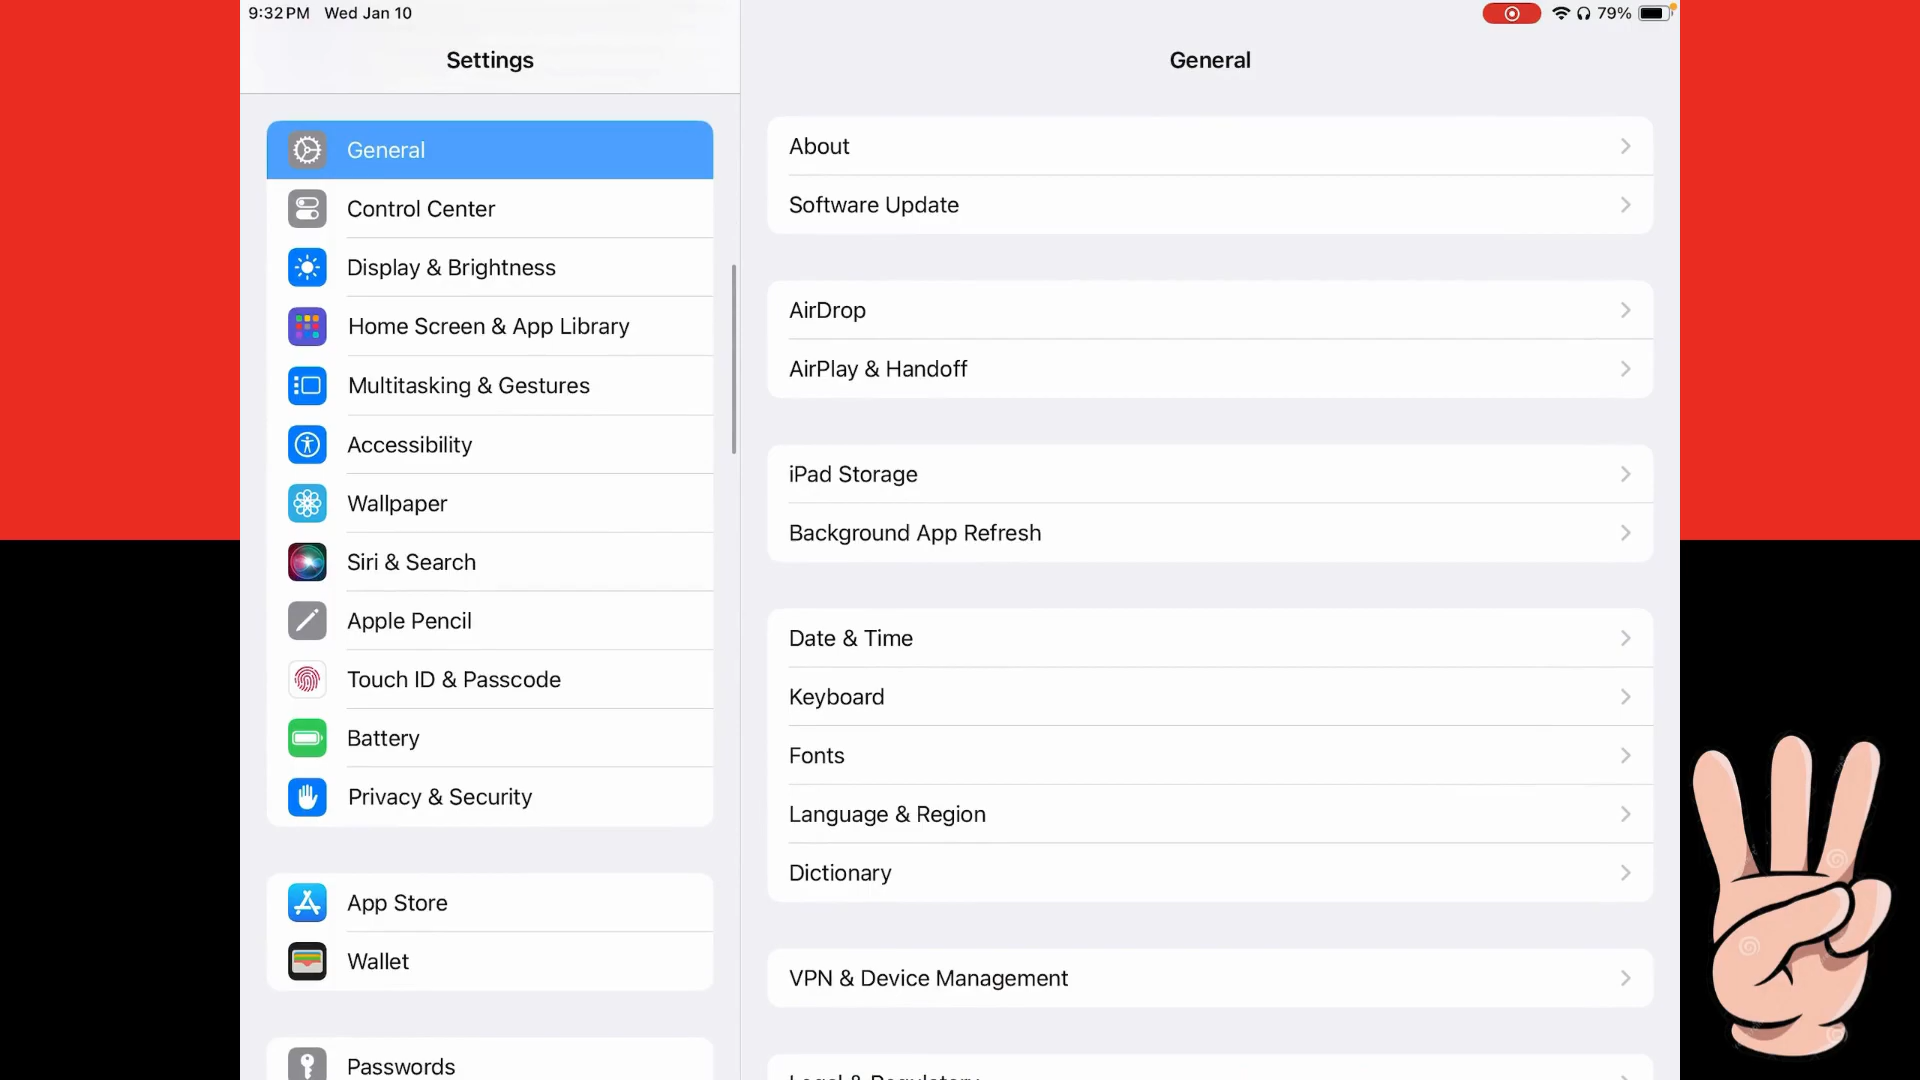 9:32 PM Wed Jan 10
79%
Settings
General
General
Control Center
Display & Brightness
Home Screen & App Library
Multitasking & Gestures
Accessibility
Wallpaper
Siri & Search
Apple Pencil
Touch ID & Passcode
Battery
Privacy & Security
App Store
Wallet
Passwords
About
Software Update
AirDrop
AirPlay & Handoff
iPad Storage
Background App Refresh
Date & Time
Keyboard
Fonts
Language & Region
Dictionary
VPN & Device Management
Legal & Regulatory